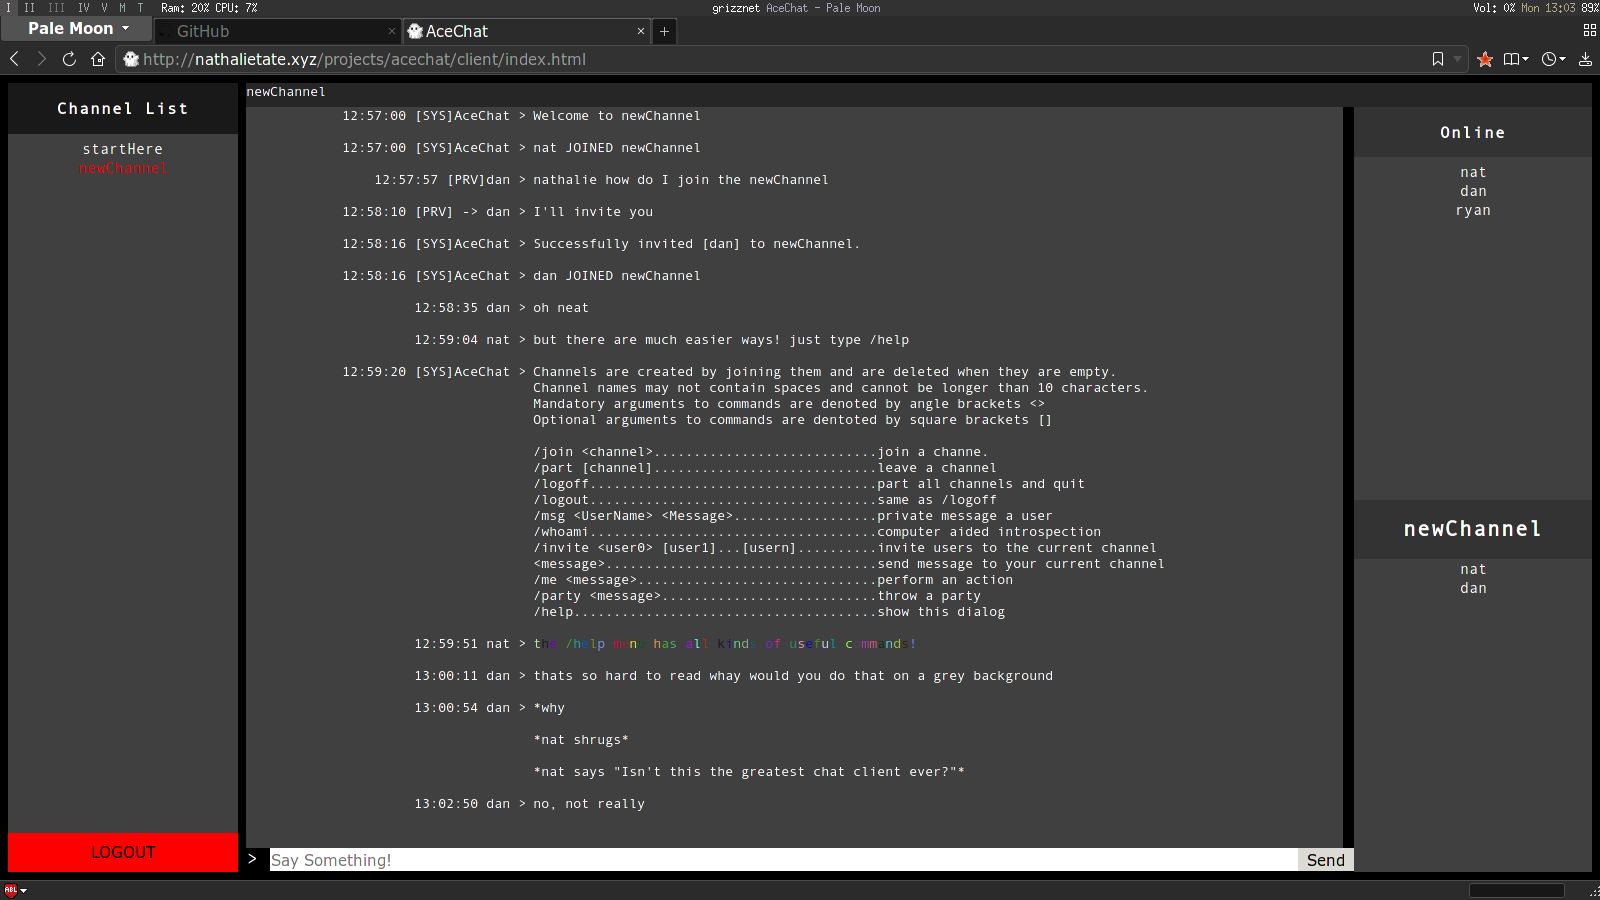 I II III IV V M T Ram: 20% CPU: 7% grizznet AceChat - Pale Moon Vol: 0% Mon 13:03 89%
Pale Moon GitHub × AceChat × +
http://nathalietate.xyz/projects/acechat/client/index.html
Channel List
startHere
newChannel
LOGOUT
newChannel
12:57:00 [SYS]AceChat > Welcome to newChannel
12:57:00 [SYS]AceChat > nat JOINED newChannel
12:57:57 [PRV]dan > nathalie how do I join the newChannel
12:58:10 [PRV] -> dan > I'll invite you
12:58:16 [SYS]AceChat > Successfully invited [dan] to newChannel.
12:58:16 [SYS]AceChat > dan JOINED newChannel
12:58:35 dan > oh neat
12:59:04 nat > but there are much easier ways! just type /help
12:59:20 [SYS]AceChat > Channels are created by joining them and are deleted when they are empty.
Channel names may not contain spaces and cannot be longer than 10 characters.
Mandatory arguments to commands are denoted by angle brackets <>
Optional arguments to commands are dentoted by square brackets []
/join <channel>............................join a channe.
/part [channel]............................leave a channel
/logoff....................................part all channels and quit
/logout....................................same as /logoff
/msg <UserName> <Message>..................private message a user
/whoami....................................computer aided introspection
/invite <user0> [user1]...[usern]..........invite users to the current channel
<message>..................................send message to your current channel
/me <message>..............................perform an action
/party <message>...........................throw a party
/help......................................show this dialog
12:59:51 nat > the /help menu has all kinds of useful commands!
13:00:11 dan > thats so hard to read whay would you do that on a grey background
13:00:54 dan > *why
*nat shrugs*
*nat says "Isn't this the greatest chat client ever?"*
13:02:50 dan > no, not really
> Say Something! Send
Online
nat
dan
ryan
newChannel
nat
dan
ABL